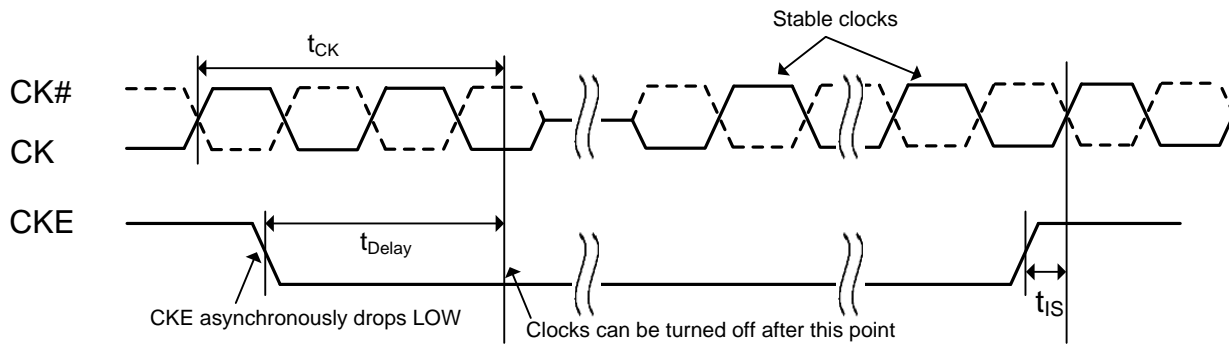 Stable clocks
tCK
CK#
CK
CKE
tDelay
tIS
CKE asynchronously drops LOW
Clocks can be turned off after this point